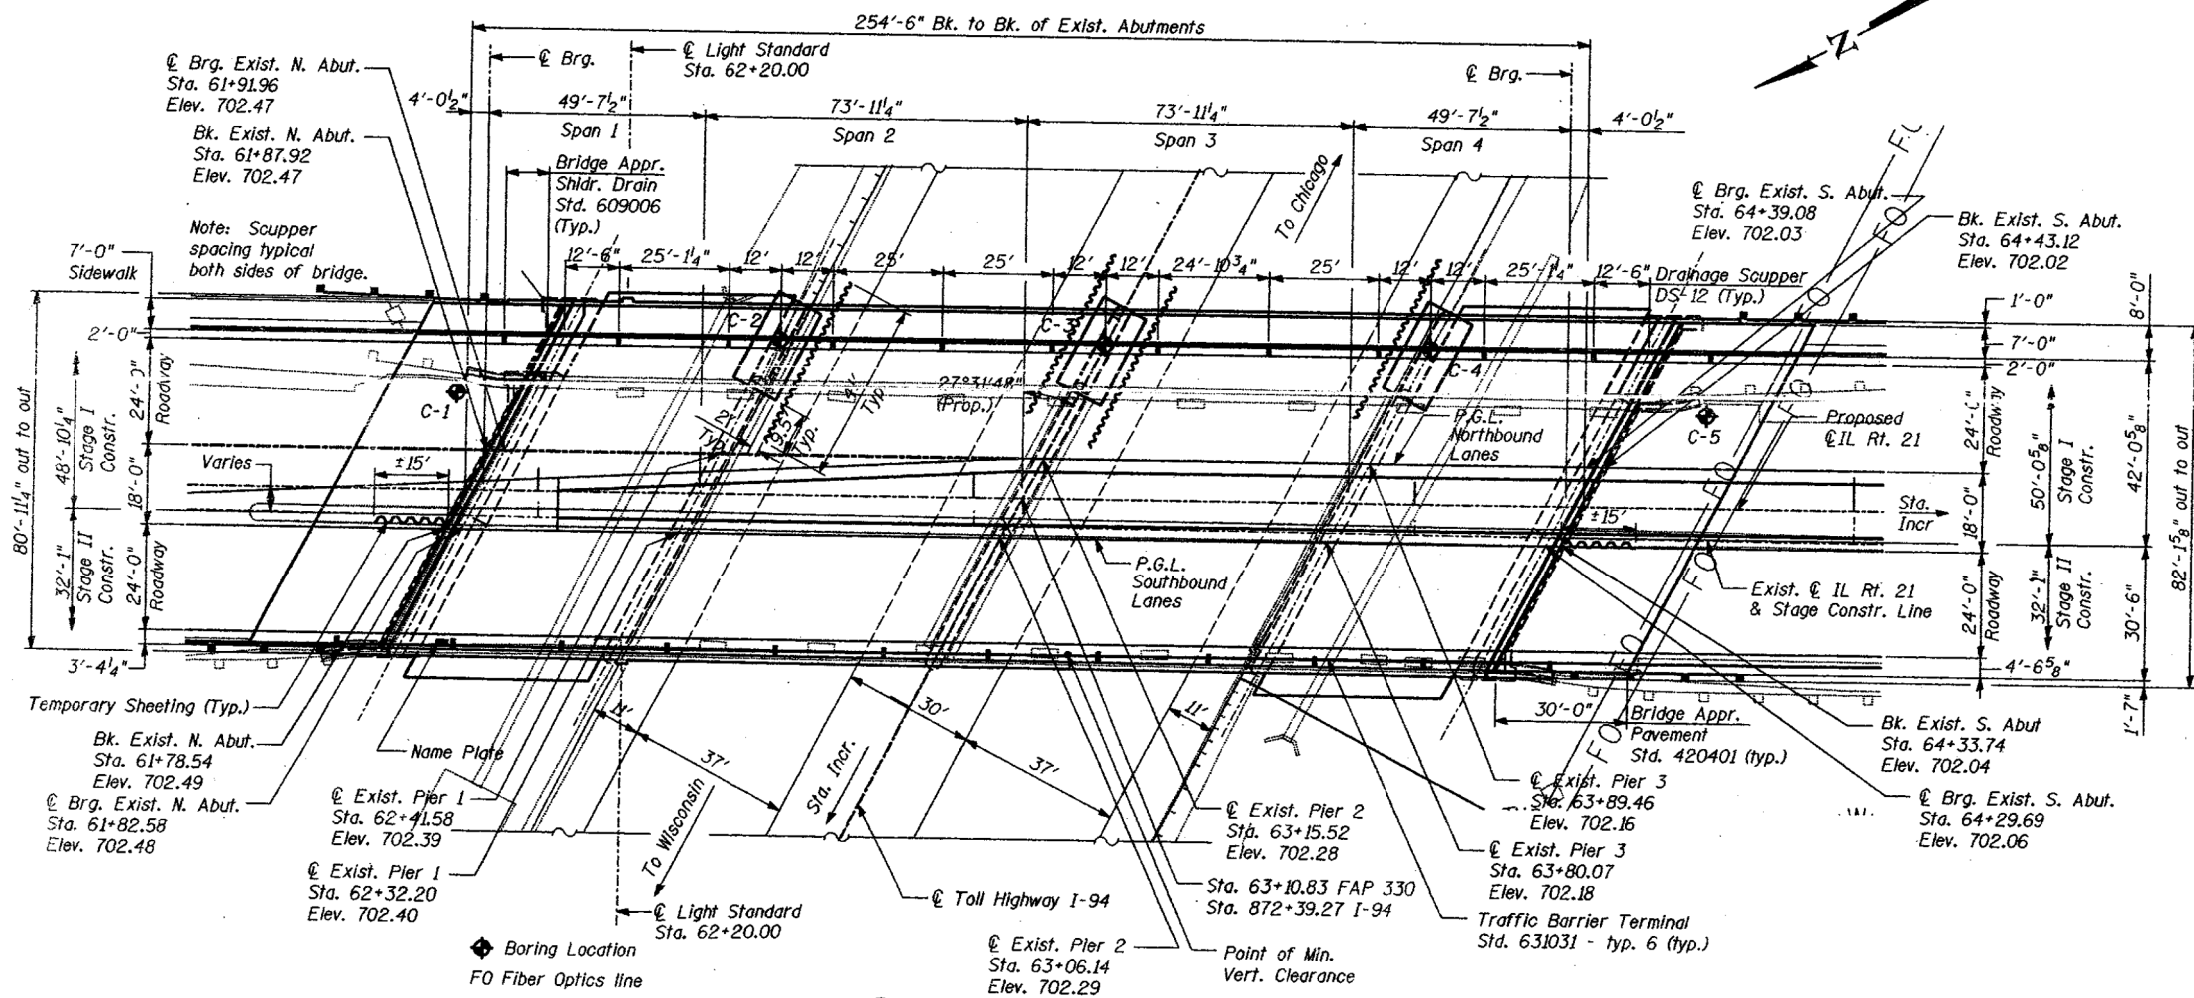 254'-6" Bk. to Bk. of Exist. Abutments
N
℄ Brg.
℄ Light Standard
Sta. 62+20.00
℄ Brg.
℄ Brg. Exist. N. Abut.
Sta. 61+91.96
Elev. 702.47
4'-0½"
49'-7½"
73'-11¼"
73'-11¼"
49'-7½"
4'-0½"
Span 1
Span 2
Span 3
Span 4
Bk. Exist. N. Abut.
Sta. 61+87.92
Elev. 702.47
Bridge Appr.
Shldr. Drain
Std. 609006
(Typ.)
To Chicago
℄ Brg. Exist. S. Abut.
Sta. 64+39.08
Elev. 702.03
Bk. Exist. S. Abut.
Sta. 64+43.12
Elev. 702.02
Note: Scupper
spacing typical
both sides of bridge.
7'-0"
Sidewalk
12'-6"
25'-1¼"
12'
12'
25'
25'
12'
12'
24'-10¾"
25'
12'
12'
25'-1¼"
12'-6"
Drainage Scupper
DS-12 (Typ.)
FO
FO
FO
FO
1'-0"
8'-0"
C-2
C-3
C-4
2'-0"
7'-0"
2'-0"
27°31'48"
(Prop.)
Typ.
C-1
C-5
P.G.L.
Northbound
Lanes
Proposed
℄ IL Rt. 21
80'-11¼" out to out
48'-10¼"
Stage I
Constr.
Roadway
Varies
±15'
18'-0"
Typ.
19.5'
Typ.
Roadway
18'-0"
50'-0⅝"
Stage I
Constr.
42'-0⅝"
82'-1⅝" out to out
Sta.
Incr
±15'
32'-1"
Stage II
Constr.
24'-0"
Roadway
P.G.L.
Southbound
Lanes
Exist. ℄ IL Rt. 21
& Stage Constr. Line
24'-0"
Roadway
32'-1"
Stage II
Constr.
30'-6"
FO
FO
FO
3'-4¼"
4'-6⅝"
1'-7"
Temporary Sheeting (Typ.)
11'
30'
11'
30'-0"
Bridge Appr.
Pavement
Std. 420401 (typ.)
Bk. Exist. N. Abut.
Sta. 61+78.54
Elev. 702.49
Name Plate
37'
Sta. Incr.
37'
Bk. Exist. S. Abut
Sta. 64+33.74
Elev. 702.04
℄ Brg. Exist. N. Abut.
Sta. 61+82.58
Elev. 702.48
℄ Exist. Pier 1
Sta. 62+41.58
Elev. 702.39
To Wisconsin
℄ Exist. Pier 2
Sta. 63+15.52
Elev. 702.28
℄ Exist. Pier 3
Sta. 63+89.46
Elev. 702.16
℄ Brg. Exist. S. Abut.
Sta. 64+29.69
Elev. 702.06
℄ Exist. Pier 1
Sta. 62+32.20
Elev. 702.40
℄ Exist. Pier 3
Sta. 63+80.07
Elev. 702.18
℄ Toll Highway I-94
Sta. 63+10.83 FAP 330
Sta. 872+39.27 I-94
℄ Light Standard
Sta. 62+20.00
Traffic Barrier Terminal
Std. 631031 - typ. 6 (typ.)
Boring Location
FO Fiber Optics line
℄ Exist. Pier 2
Sta. 63+06.14
Elev. 702.29
Point of Min.
Vert. Clearance